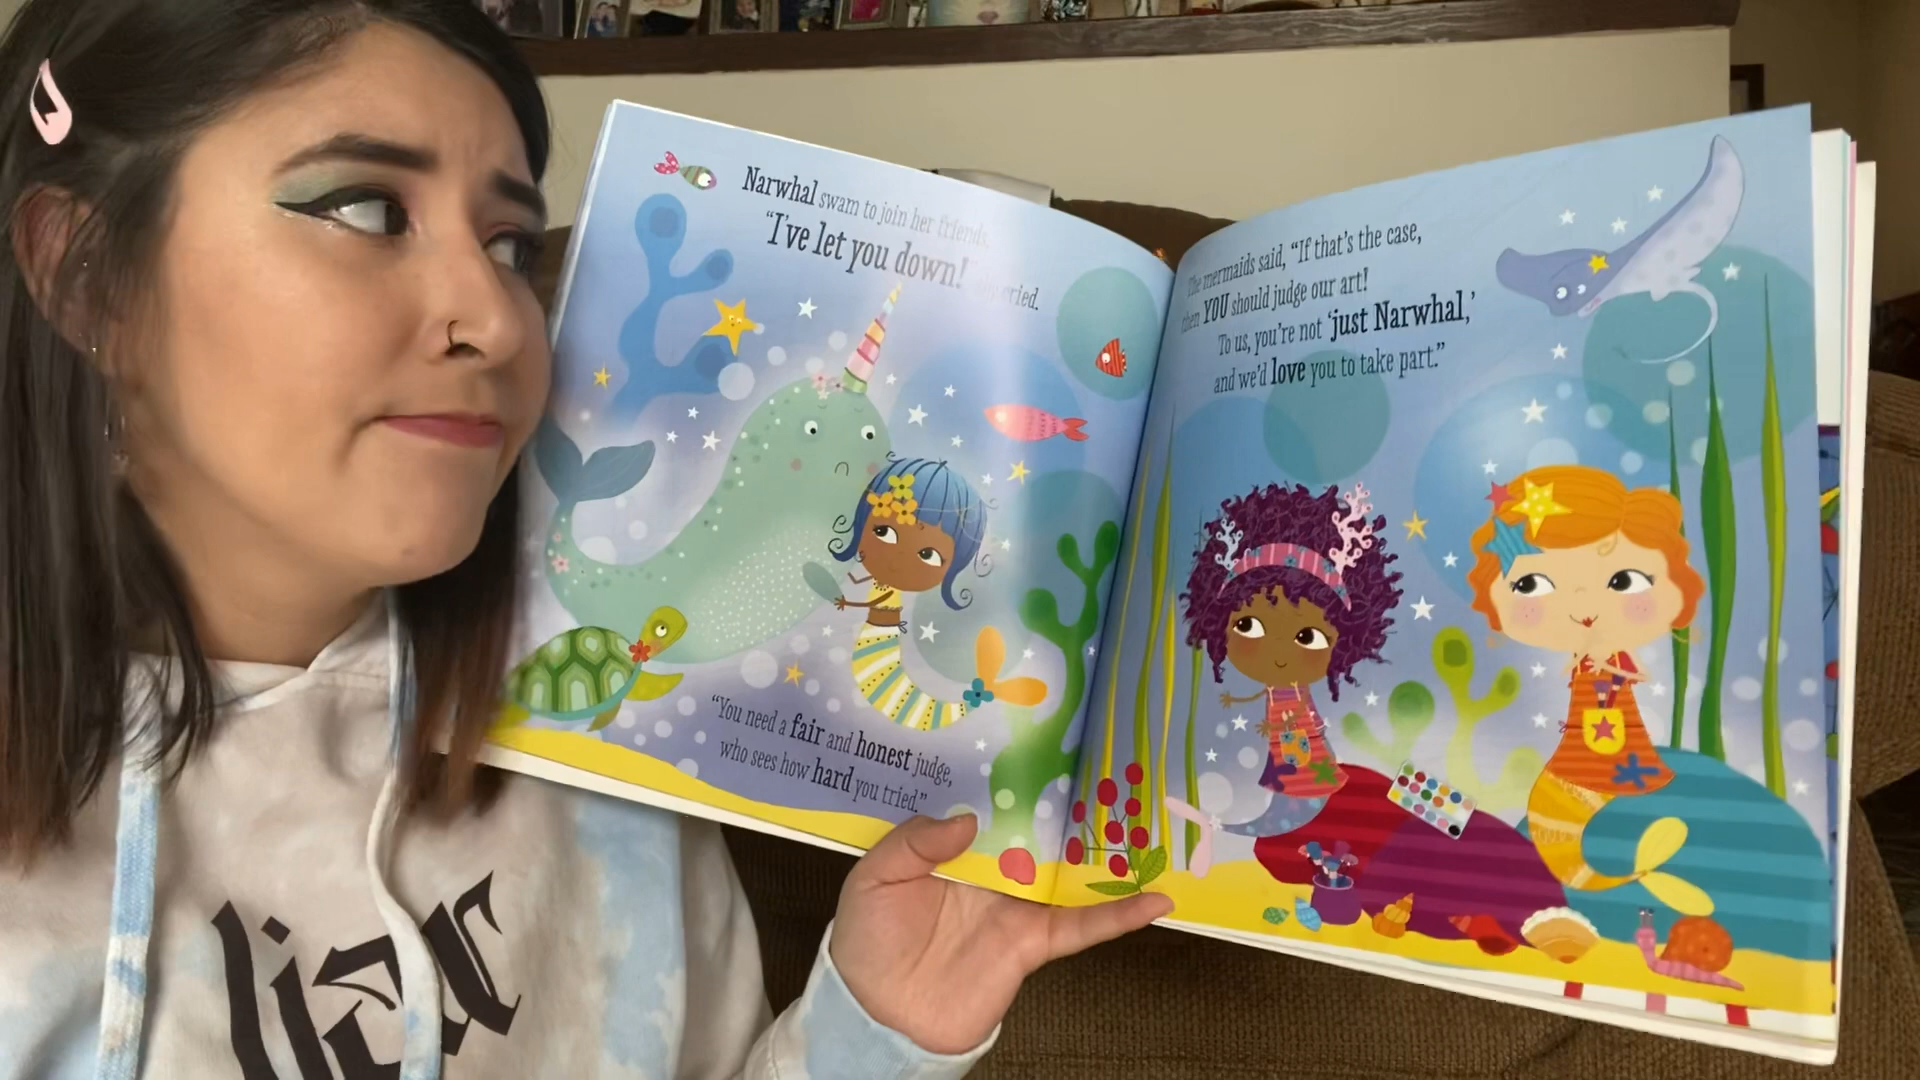 Narwhal swam to join her friends.
"I've let you down!" cried.
"You need a fair and honest judge,
who sees how hard you tried."
The mermaids said, "If that's the case,
then YOU should judge our art!
To us, you're not 'just Narwhal,'
and we'd love you to take part."